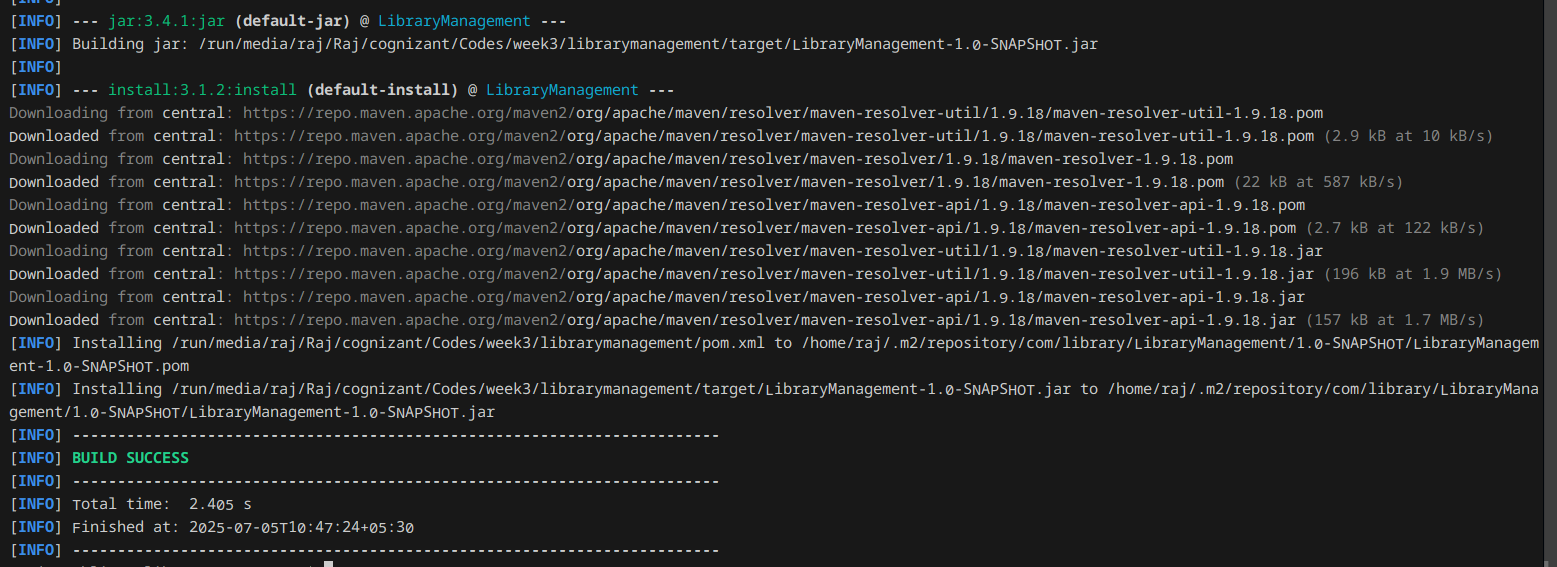 [INFO]
[INFO] --- jar:3.4.1:jar (default-jar) @ LibraryManagement ---
[INFO] Building jar: /run/media/raj/Raj/cognizant/Codes/week3/librarymanagement/target/LibraryManagement-1.0-SNAPSHOT.jar
[INFO]
[INFO] --- install:3.1.2:install (default-install) @ LibraryManagement ---
Downloading from central: https://repo.maven.apache.org/maven2/org/apache/maven/resolver/maven-resolver-util/1.9.18/maven-resolver-util-1.9.18.pom
Downloaded from central: https://repo.maven.apache.org/maven2/org/apache/maven/resolver/maven-resolver-util/1.9.18/maven-resolver-util-1.9.18.pom (2.9 kB at 10 kB/s)
Downloading from central: https://repo.maven.apache.org/maven2/org/apache/maven/resolver/maven-resolver/1.9.18/maven-resolver-1.9.18.pom
Downloaded from central: https://repo.maven.apache.org/maven2/org/apache/maven/resolver/maven-resolver/1.9.18/maven-resolver-1.9.18.pom (22 kB at 587 kB/s)
Downloading from central: https://repo.maven.apache.org/maven2/org/apache/maven/resolver/maven-resolver-api/1.9.18/maven-resolver-api-1.9.18.pom
Downloaded from central: https://repo.maven.apache.org/maven2/org/apache/maven/resolver/maven-resolver-api/1.9.18/maven-resolver-api-1.9.18.pom (2.7 kB at 122 kB/s)
Downloading from central: https://repo.maven.apache.org/maven2/org/apache/maven/resolver/maven-resolver-util/1.9.18/maven-resolver-util-1.9.18.jar
Downloaded from central: https://repo.maven.apache.org/maven2/org/apache/maven/resolver/maven-resolver-util/1.9.18/maven-resolver-util-1.9.18.jar (196 kB at 1.9 MB/s)
Downloading from central: https://repo.maven.apache.org/maven2/org/apache/maven/resolver/maven-resolver-api/1.9.18/maven-resolver-api-1.9.18.jar
Downloaded from central: https://repo.maven.apache.org/maven2/org/apache/maven/resolver/maven-resolver-api/1.9.18/maven-resolver-api-1.9.18.jar (157 kB at 1.7 MB/s)
[INFO] Installing /run/media/raj/Raj/cognizant/Codes/week3/librarymanagement/pom.xml to /home/raj/.m2/repository/com/library/LibraryManagement/1.0-SNAPSHOT/LibraryManagem
ent-1.0-SNAPSHOT.pom
[INFO] Installing /run/media/raj/Raj/cognizant/Codes/week3/librarymanagement/target/LibraryManagement-1.0-SNAPSHOT.jar to /home/raj/.m2/repository/com/library/LibraryMana
gement/1.0-SNAPSHOT/LibraryManagement-1.0-SNAPSHOT.jar
[INFO] ------------------------------------------------------------------------
[INFO] BUILD SUCCESS
[INFO] ------------------------------------------------------------------------
[INFO] Total time:  2.405 s
[INFO] Finished at: 2025-07-05T10:47:24+05:30
[INFO] ------------------------------------------------------------------------